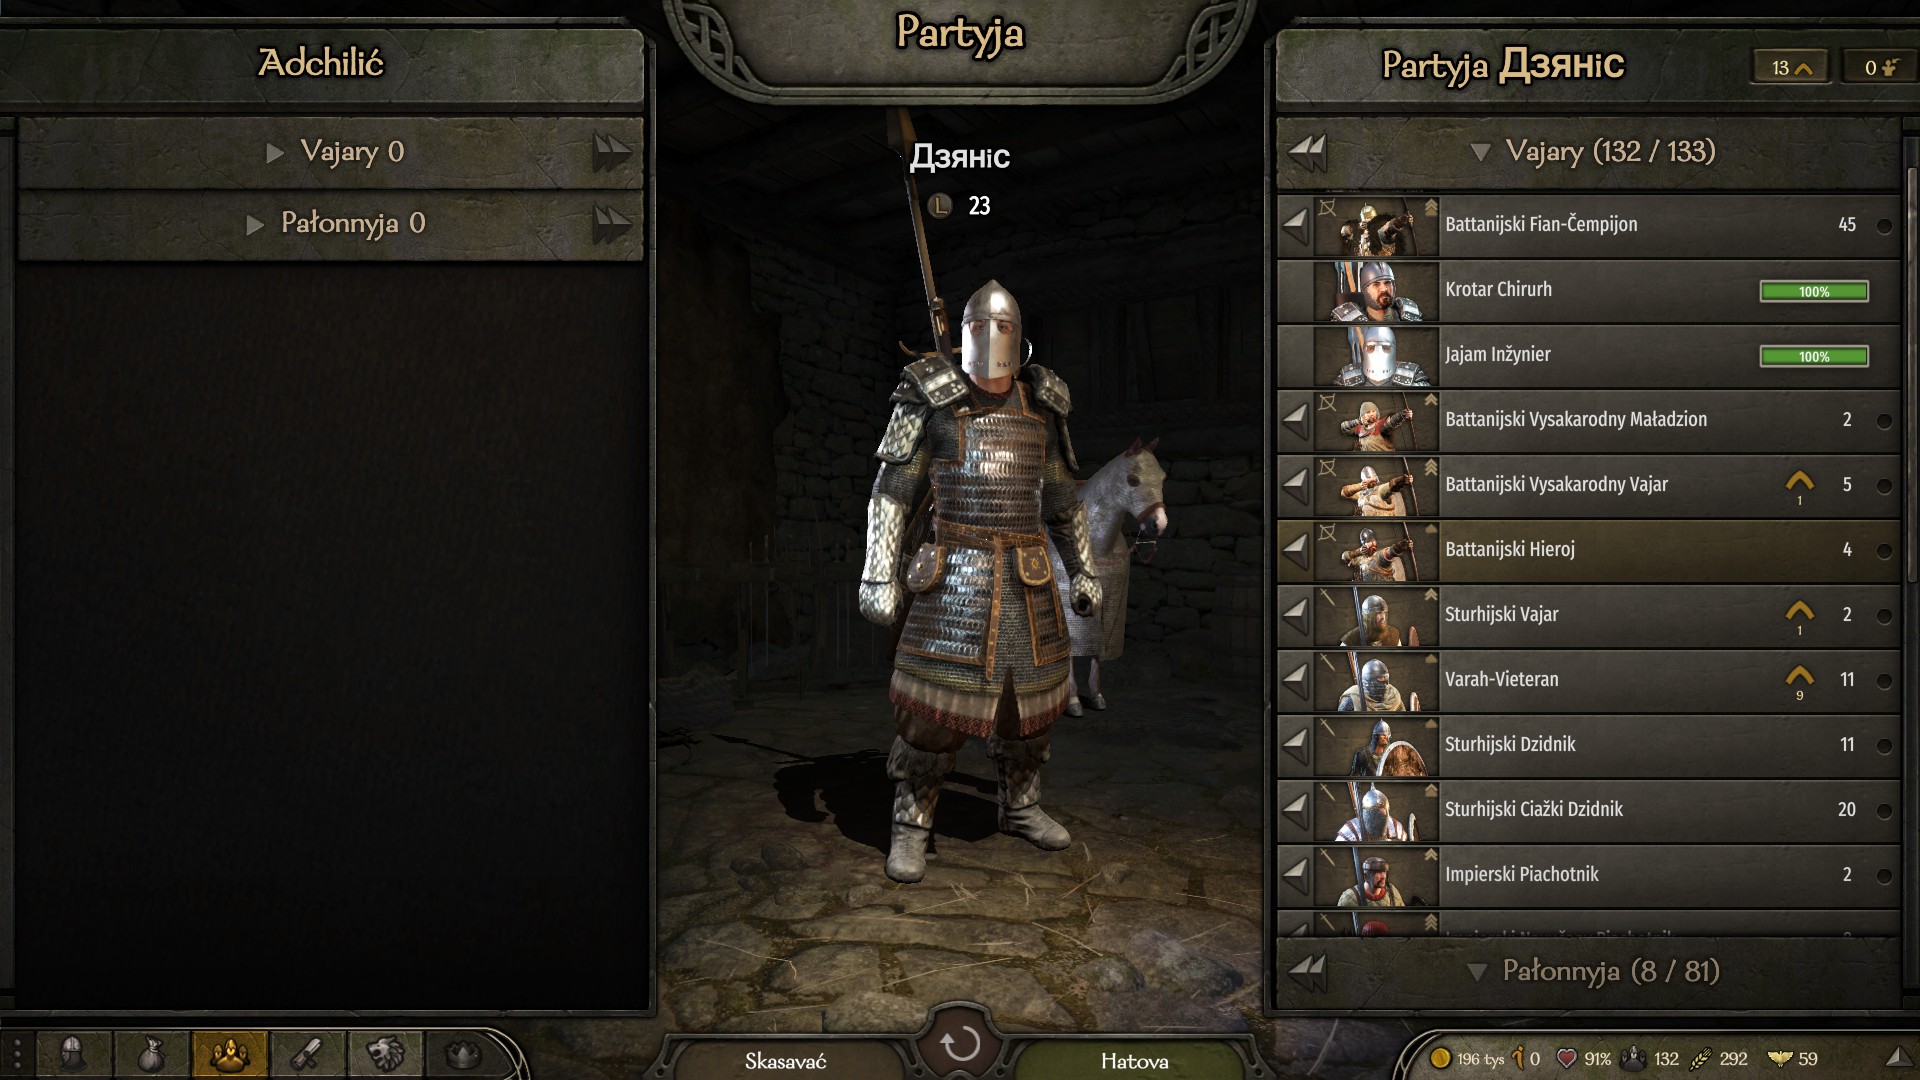 Adchilić
Vajary 0
Pałonnyja 0
Partyja
Дзяніс
L 23
Partyja Дзяніс
13
0
Vajary (132 / 133)
Battanijski Fian-Čempijon 45
Krotar Chirurh 100%
Jajam Inžynier 100%
Battanijski Vysakarodny Maładzion 2
Battanijski Vysakarodny Vajar 1 5
Battanijski Hieroj 4
Sturhijski Vajar 1 2
Varah-Vieteran 9 11
Sturhijski Dzidnik 11
Sturhijski Ciažki Dzidnik 20
Impierski Piachotnik 2
Pałonnyja (8 / 81)
Skasavać
Hatova
196 tys 0 91% 132 292 59